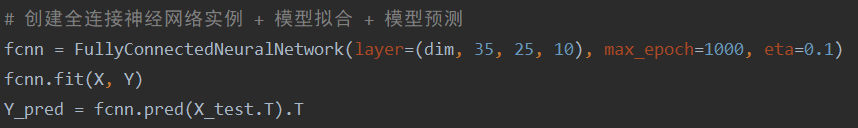 # 创建全连接神经网络实例 + 模型拟合 + 模型预测
fcnn = FullyConnectedNeuralNetwork(layer=(dim, 35, 25, 10), max_epoch=1000, eta=0.1)
fcnn.fit(X, Y)
Y_pred = fcnn.pred(X_test.T).T